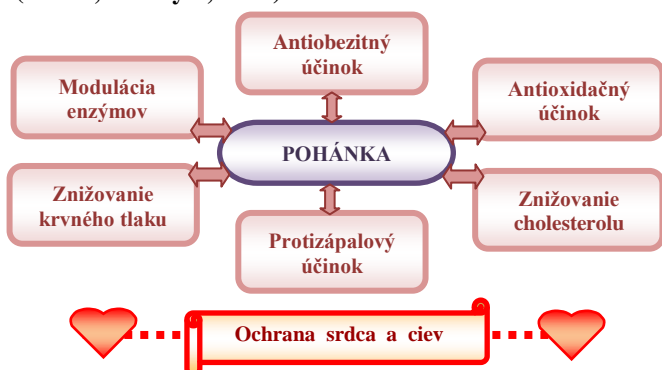 Antiobezitný
účinok
Modulácia
enzýmov
Antioxidačný
účinok
POHÁNKA
Znižovanie
krvného tlaku
Znižovanie
cholesterolu
Protizápalový
účinok
Ochrana srdca a ciev